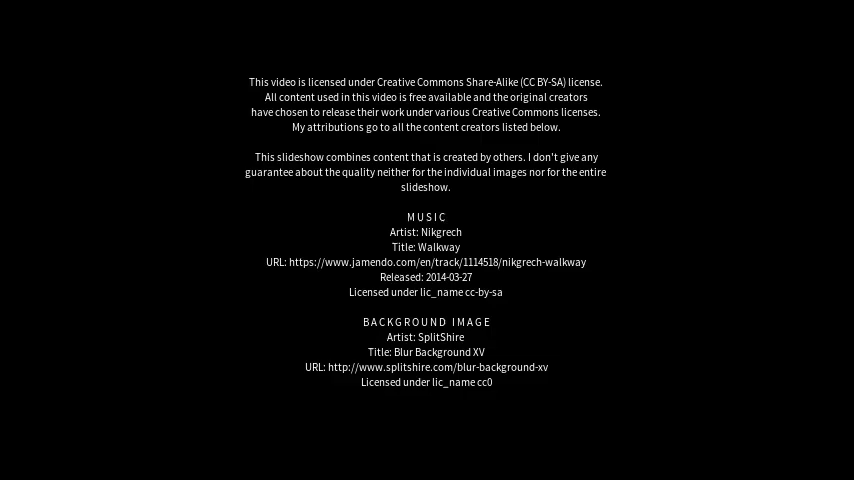 This video is licensed under Creative Commons Share-Alike (CC BY-SA) license.
All content used in this video is free available and the original creators
have chosen to release their work under various Creative Commons licenses.
My attributions go to all the content creators listed below.
This slideshow combines content that is created by others. I don't give any
guarantee about the quality neither for the individual images nor for the entire
slideshow.
MUSIC
Artist: Nikgrech
Title: Walkway
URL: https://www.jamendo.com/en/track/1114518/nikgrech-walkway
Released: 2014-03-27
Licensed under lic_name cc-by-sa
BACKGROUND IMAGE
Artist: SplitShire
Title: Blur Background XV
URL: http://www.splitshire.com/blur-background-xv
Licensed under lic_name cc0